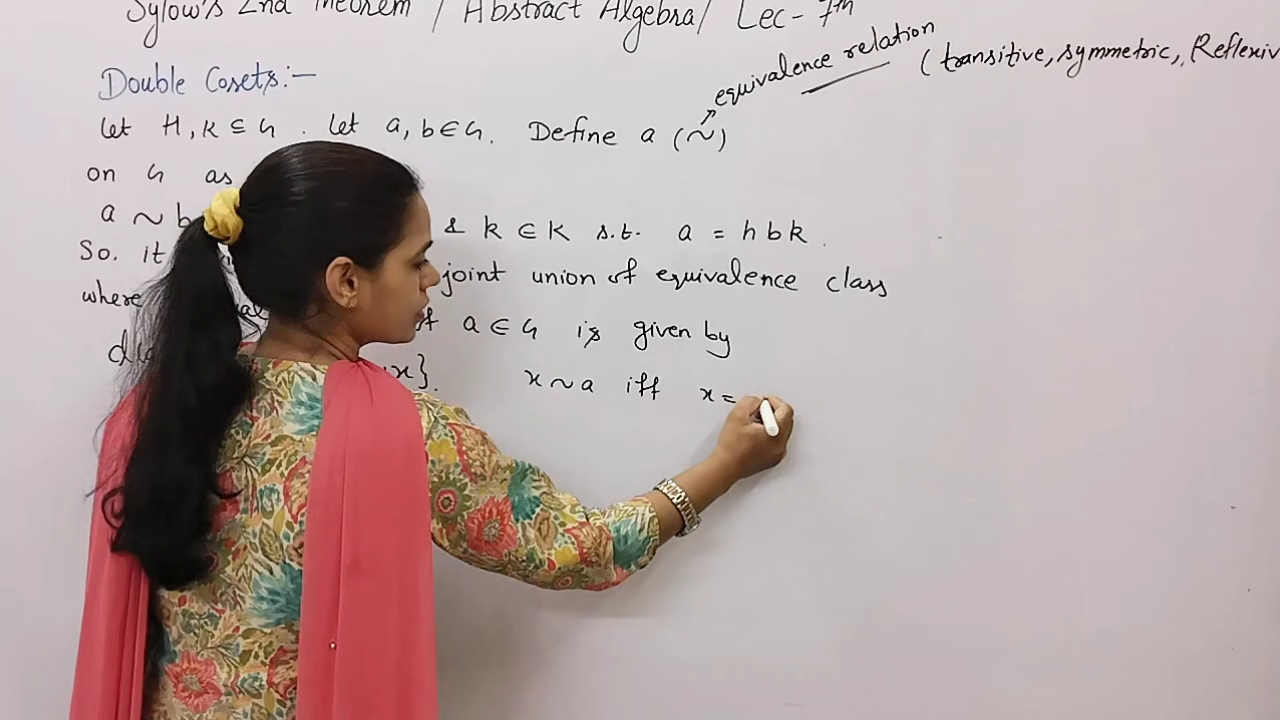 Sylow's 2nd Theorem / Abstract Algebra / Lec- 7th
equivalence relation
(transitive, symmetric, Reflexiv
Double Cosets:-
Let H, K ⊆ G. Let a, b ∈ G. Define a (~)
on G as
a ~ b & k ∈ K s.t. a = hbk.
So. it joint union of equivalence class
where of a ∈ G is given by
x}. x ~ a iff x =